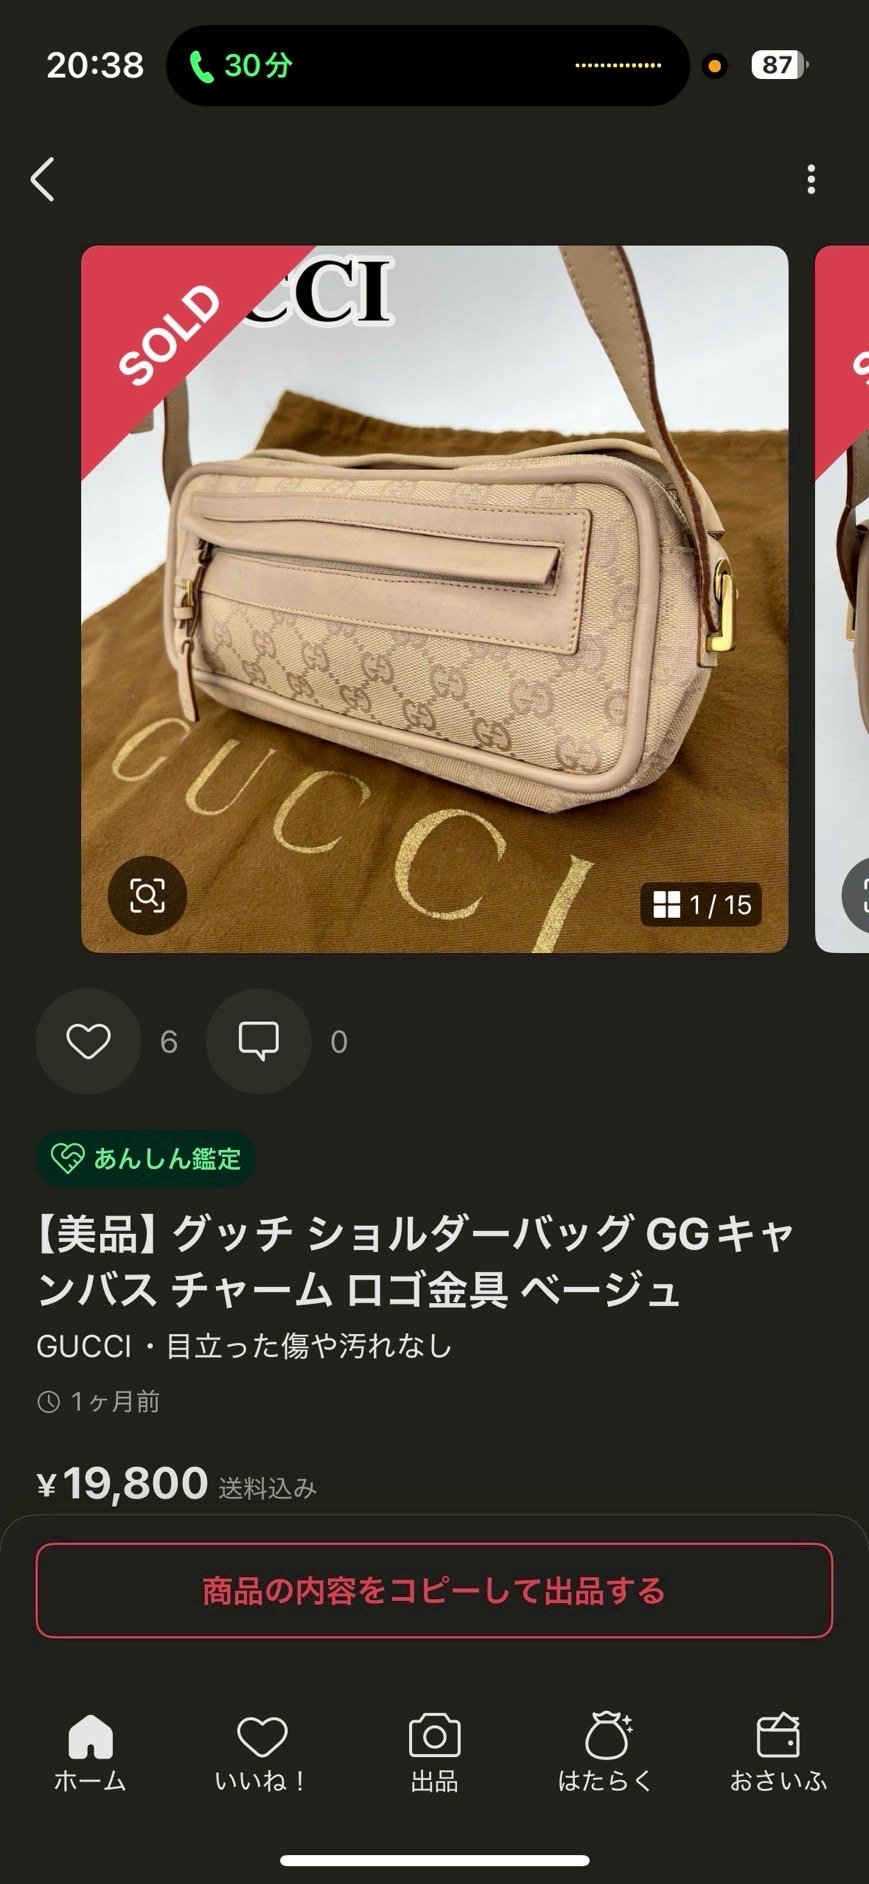 20:38
30分
87
SOLD
CCI
GUCCI
1 / 15
6
0
あんしん鑑定
【美品】グッチ ショルダーバッグ GGキャ
ンバス チャーム ロゴ金具 ベージュ
GUCCI・目立った傷や汚れなし
1ヶ月前
¥19,800 送料込み
商品の内容をコピーして出品する
ホーム
いいね！
出品
はたらく
おさいふ